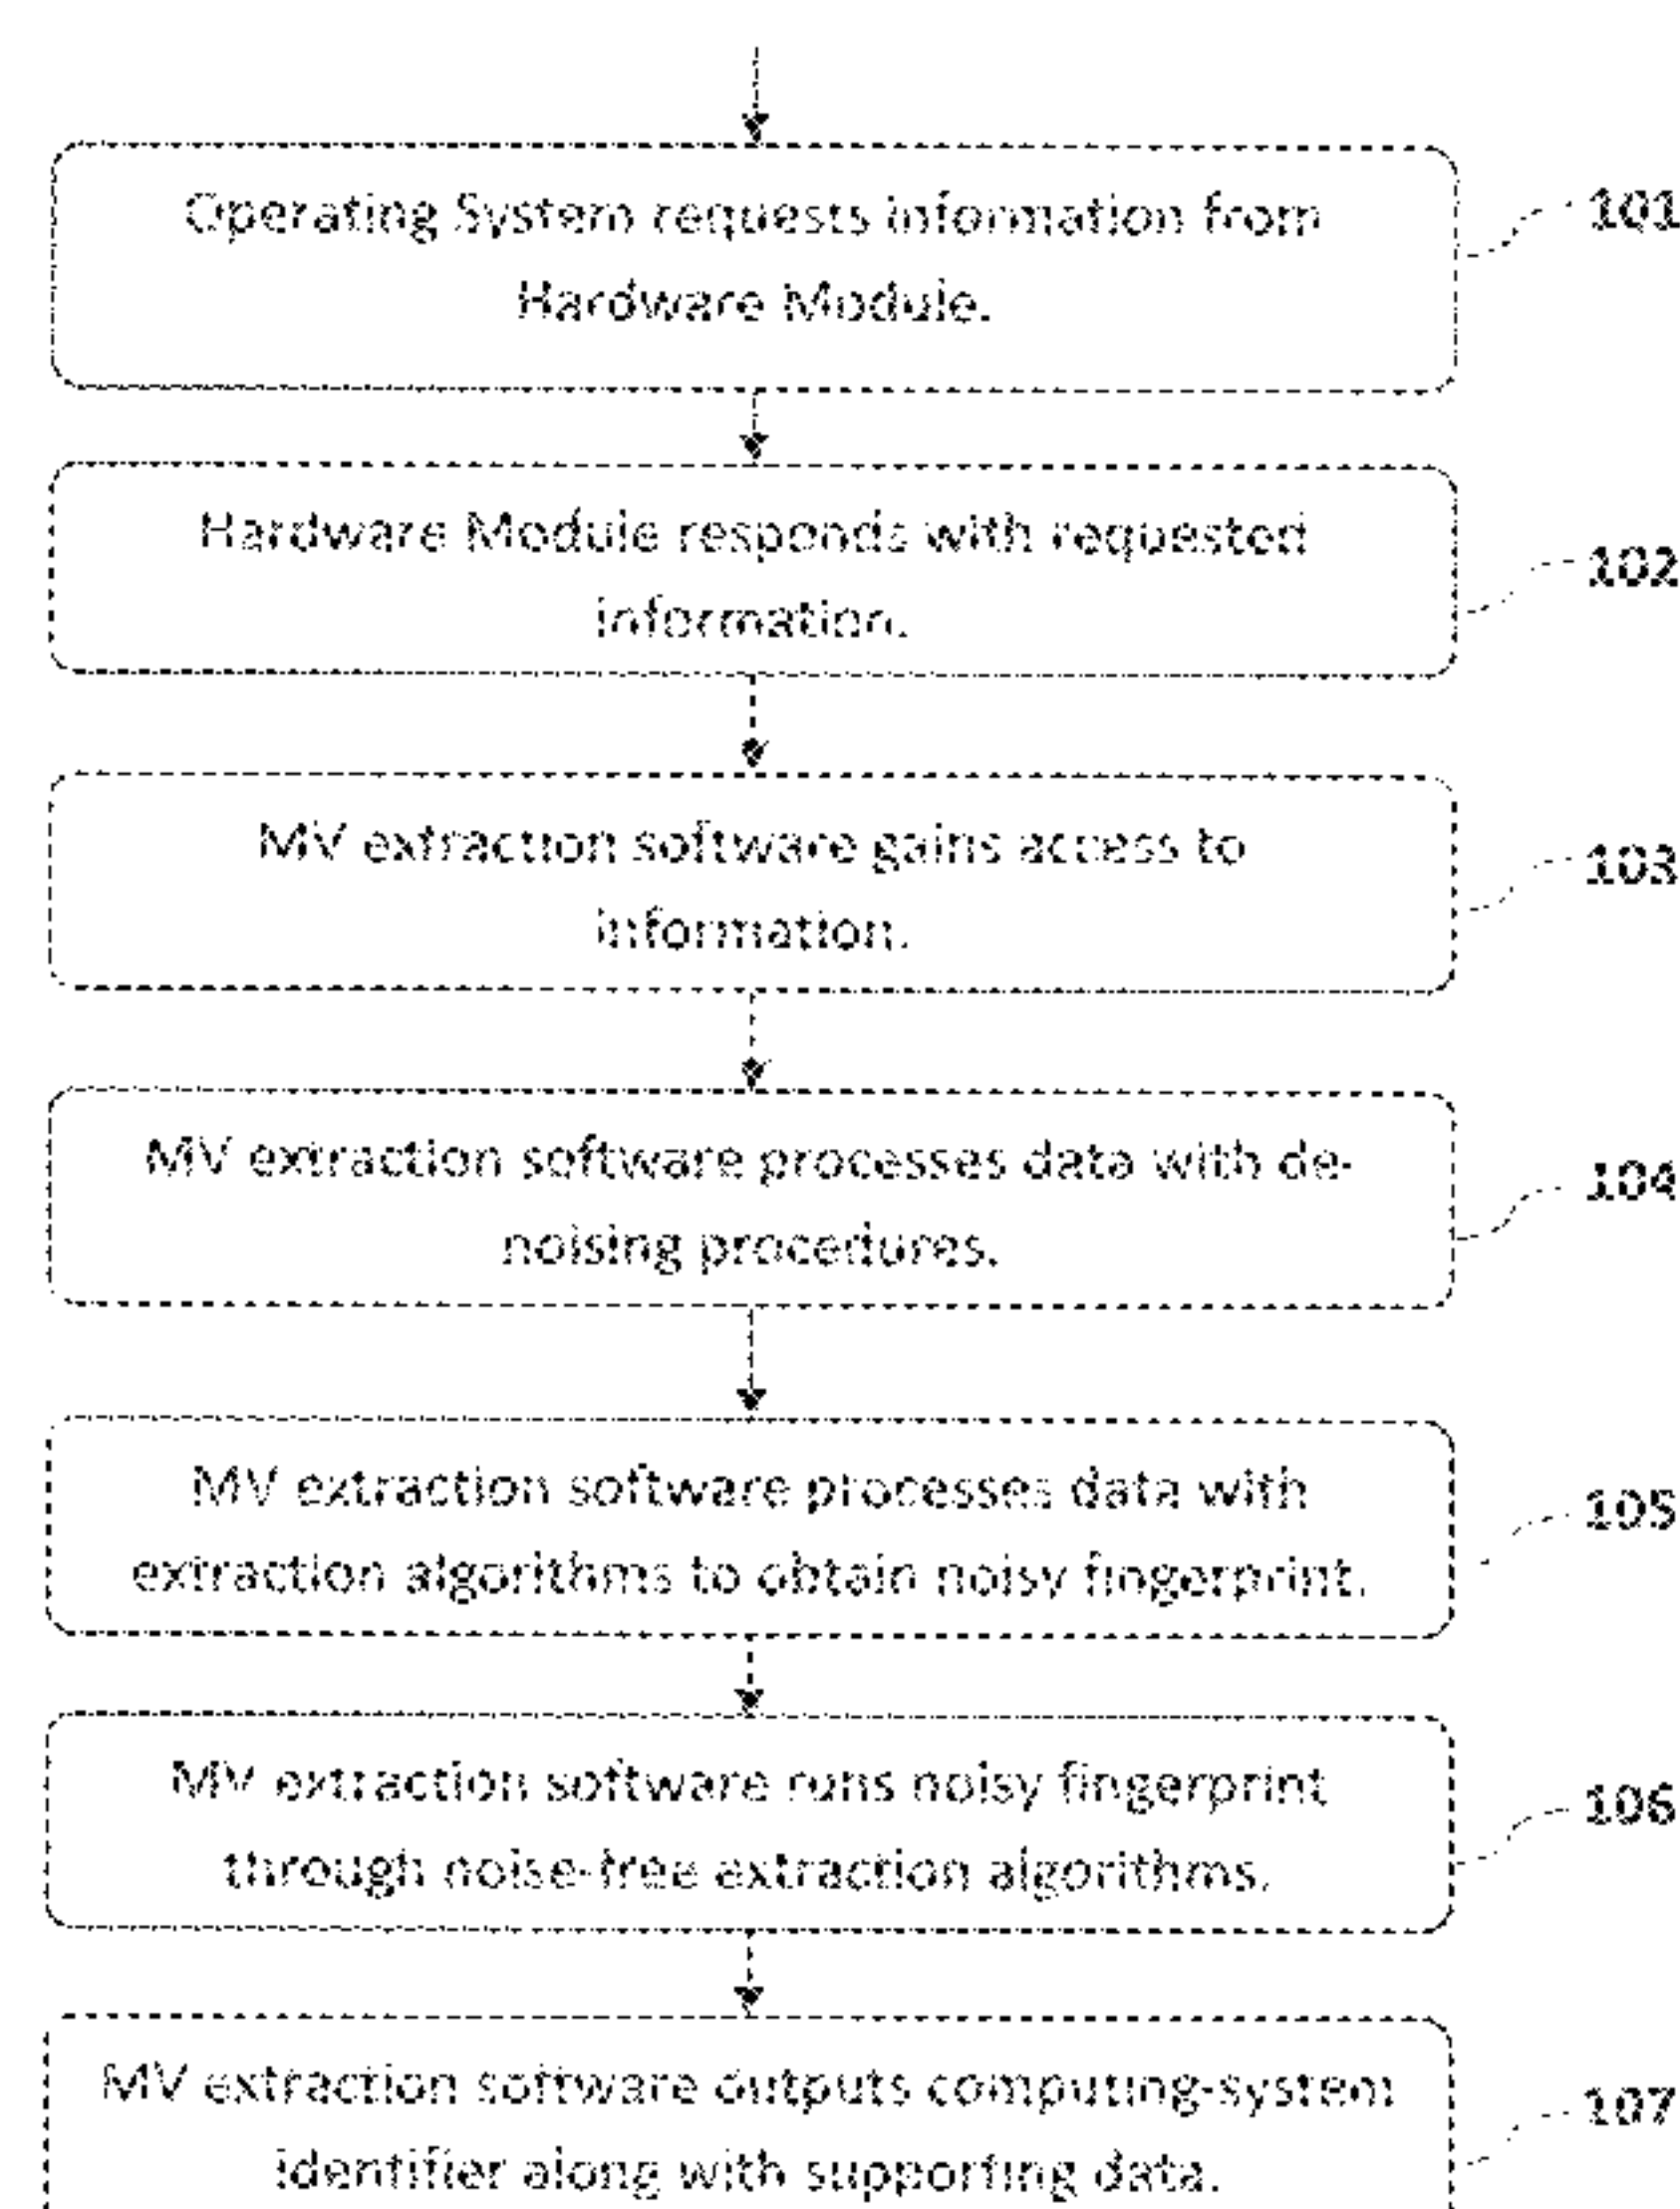 Operating System requests information from
Hardware Module.
101
Hardware Module responds with requested
information.
102
MV extraction software gains access to
information.
103
MV extraction software processes data with de-
noising procedures.
104
MV extraction software processes data with
extraction algorithms to obtain noisy fingerprint.
105
MV extraction software runs noisy fingerprint
through noise-free extraction algorithms.
106
MV extraction software outputs computing-system
identifier along with supporting data.
107